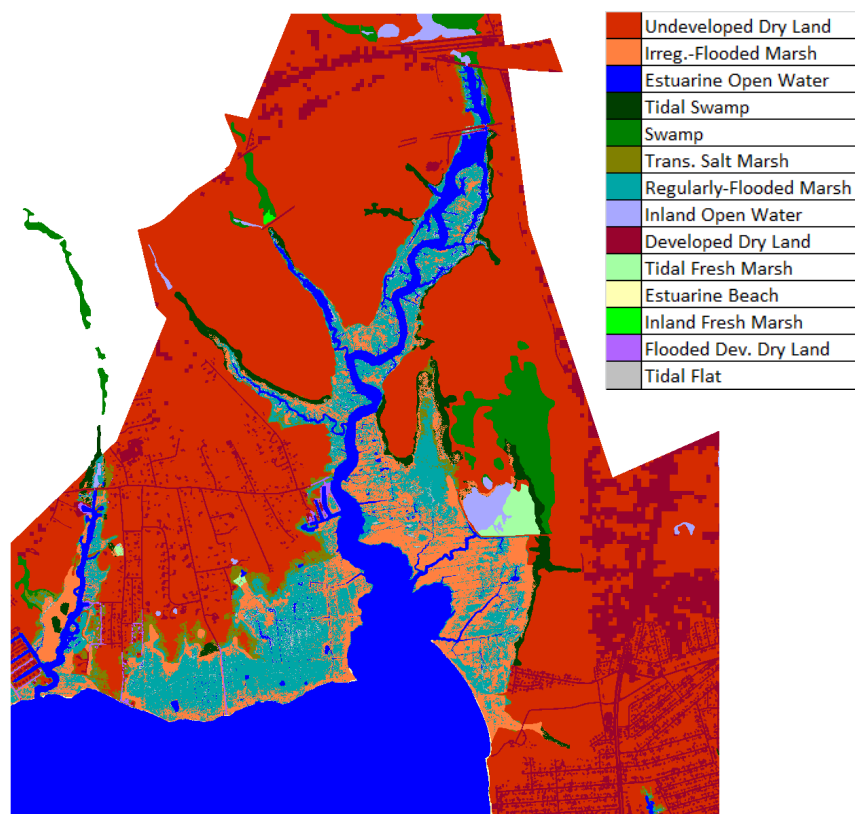 Undeveloped Dry Land
Irreg.-Flooded Marsh
Estuarine Open Water
Tidal Swamp
Swamp
Trans. Salt Marsh
Regularly-Flooded Marsh
Inland Open Water
Developed Dry Land
Tidal Fresh Marsh
Estuarine Beach
Inland Fresh Marsh
Flooded Dev. Dry Land
Tidal Flat